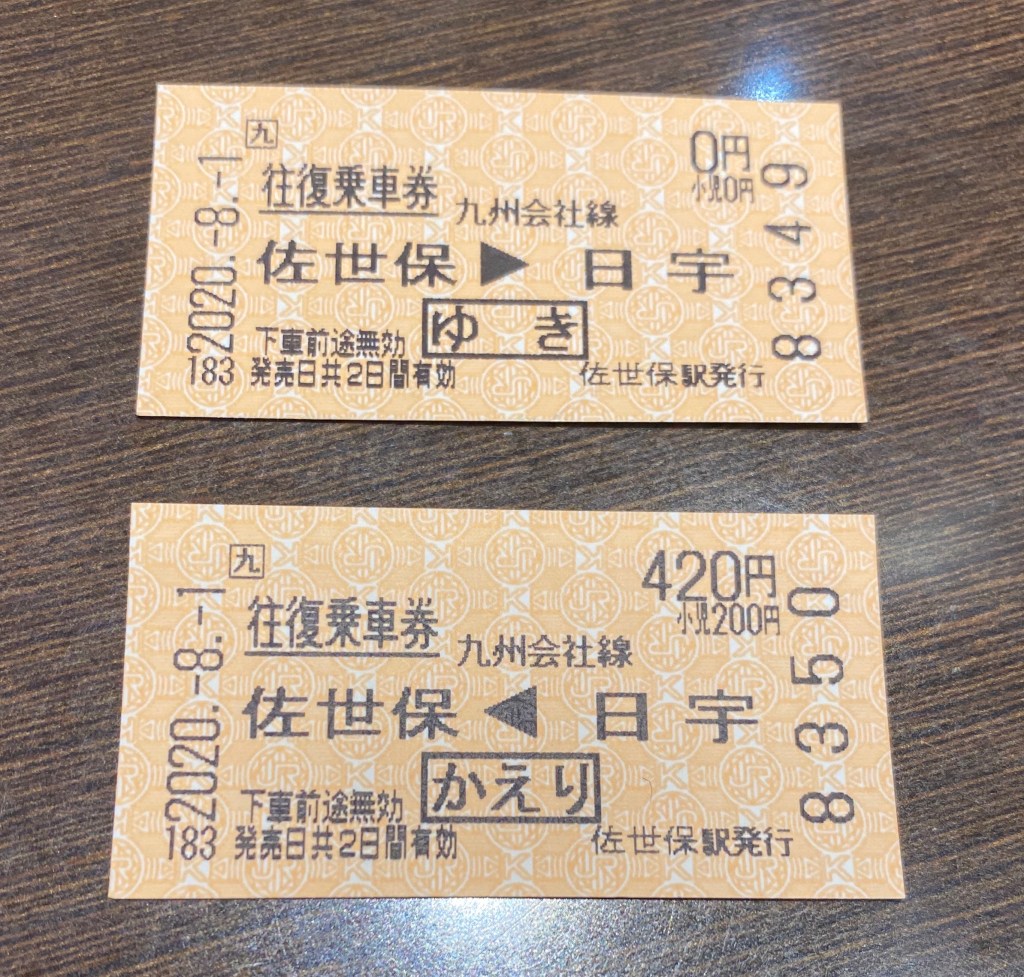 九
0円
往復乗車券
小児0円
九州会社線
佐世保▶日宇
ゆき
下車前途無効
発売日共2日間有効
佐世保駅発行
2020.-8.-1
183
8349
九
420円
往復乗車券
小児200円
九州会社線
佐世保◀日宇
かえり
下車前途無効
発売日共2日間有効
佐世保駅発行
2020.-8.-1
183
8350